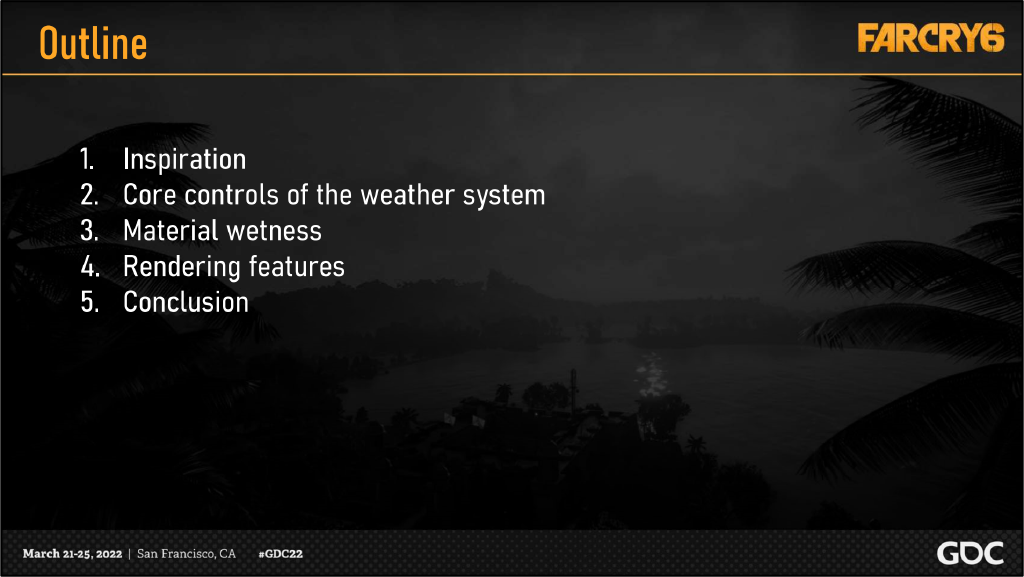 Outline
FARCRY6
1. Inspiration
2. Core controls of the weather system
3. Material wetness
4. Rendering features
5. Conclusion
March 21-25, 2022 | San Francisco, CA #GDC22
GDC